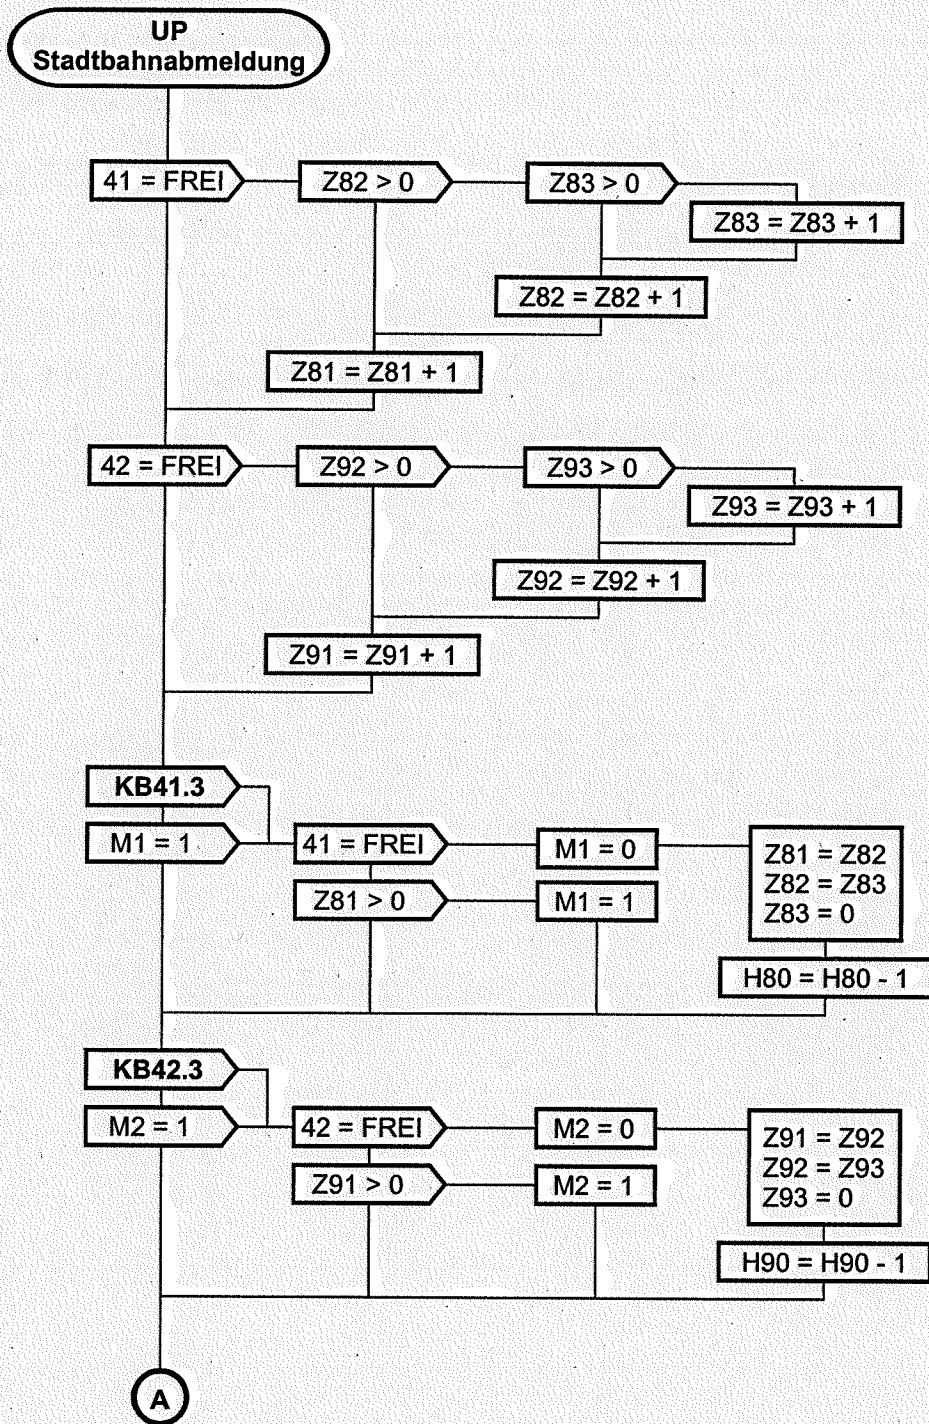 UP
Stadtbahnabmeldung
41 = FREI
Z82 > 0
Z83 > 0
Z83 = Z83 + 1
Z82 = Z82 + 1
Z81 = Z81 + 1
42 = FREI
Z92 > 0
Z93 > 0
Z93 = Z93 + 1
Z92 = Z92 + 1
Z91 = Z91 + 1
KB41.3
M1 = 1
41 = FREI
M1 = 0
Z81 = Z82
Z82 = Z83
Z83 = 0
Z81 > 0
M1 = 1
H80 = H80 - 1
KB42.3
M2 = 1
42 = FREI
M2 = 0
Z91 = Z92
Z92 = Z93
Z93 = 0
Z91 > 0
M2 = 1
H90 = H90 - 1
A